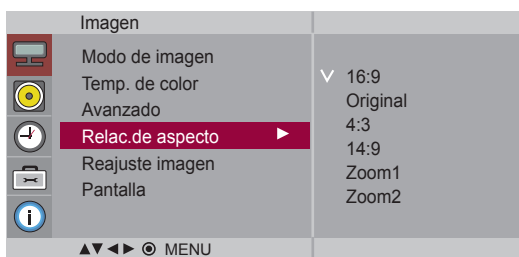 Imagen
Modo de imagen
Temp. de color
Avanzado
Relac.de aspecto
Reajuste imagen
Pantalla
16:9
Original
4:3
14:9
Zoom1
Zoom2
▲▼◄► ◉ MENU